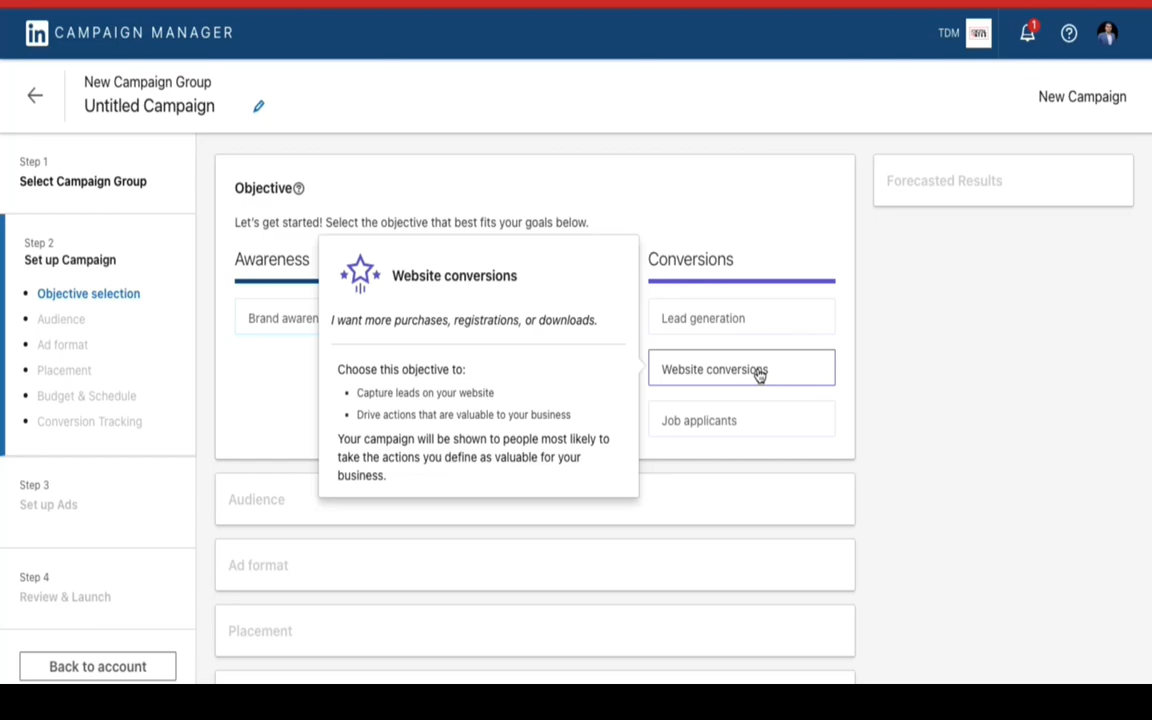 in CAMPAIGN MANAGER
TDM
1
New Campaign Group
Untitled Campaign
New Campaign
Step 1
Select Campaign Group
Step 2
Set up Campaign
Objective selection
Audience
Ad format
Placement
Budget & Schedule
Conversion Tracking
Step 3
Set up Ads
Step 4
Review & Launch
Back to account
Objective
Let's get started! Select the objective that best fits your goals below.
Awareness
Brand awaren
Website conversions
I want more purchases, registrations, or downloads.
Choose this objective to:
Capture leads on your website
Drive actions that are valuable to your business
Your campaign will be shown to people most likely to
take the actions you define as valuable for your
business.
Conversions
Lead generation
Website conversions
Job applicants
Audience
Ad format
Placement
Forecasted Results